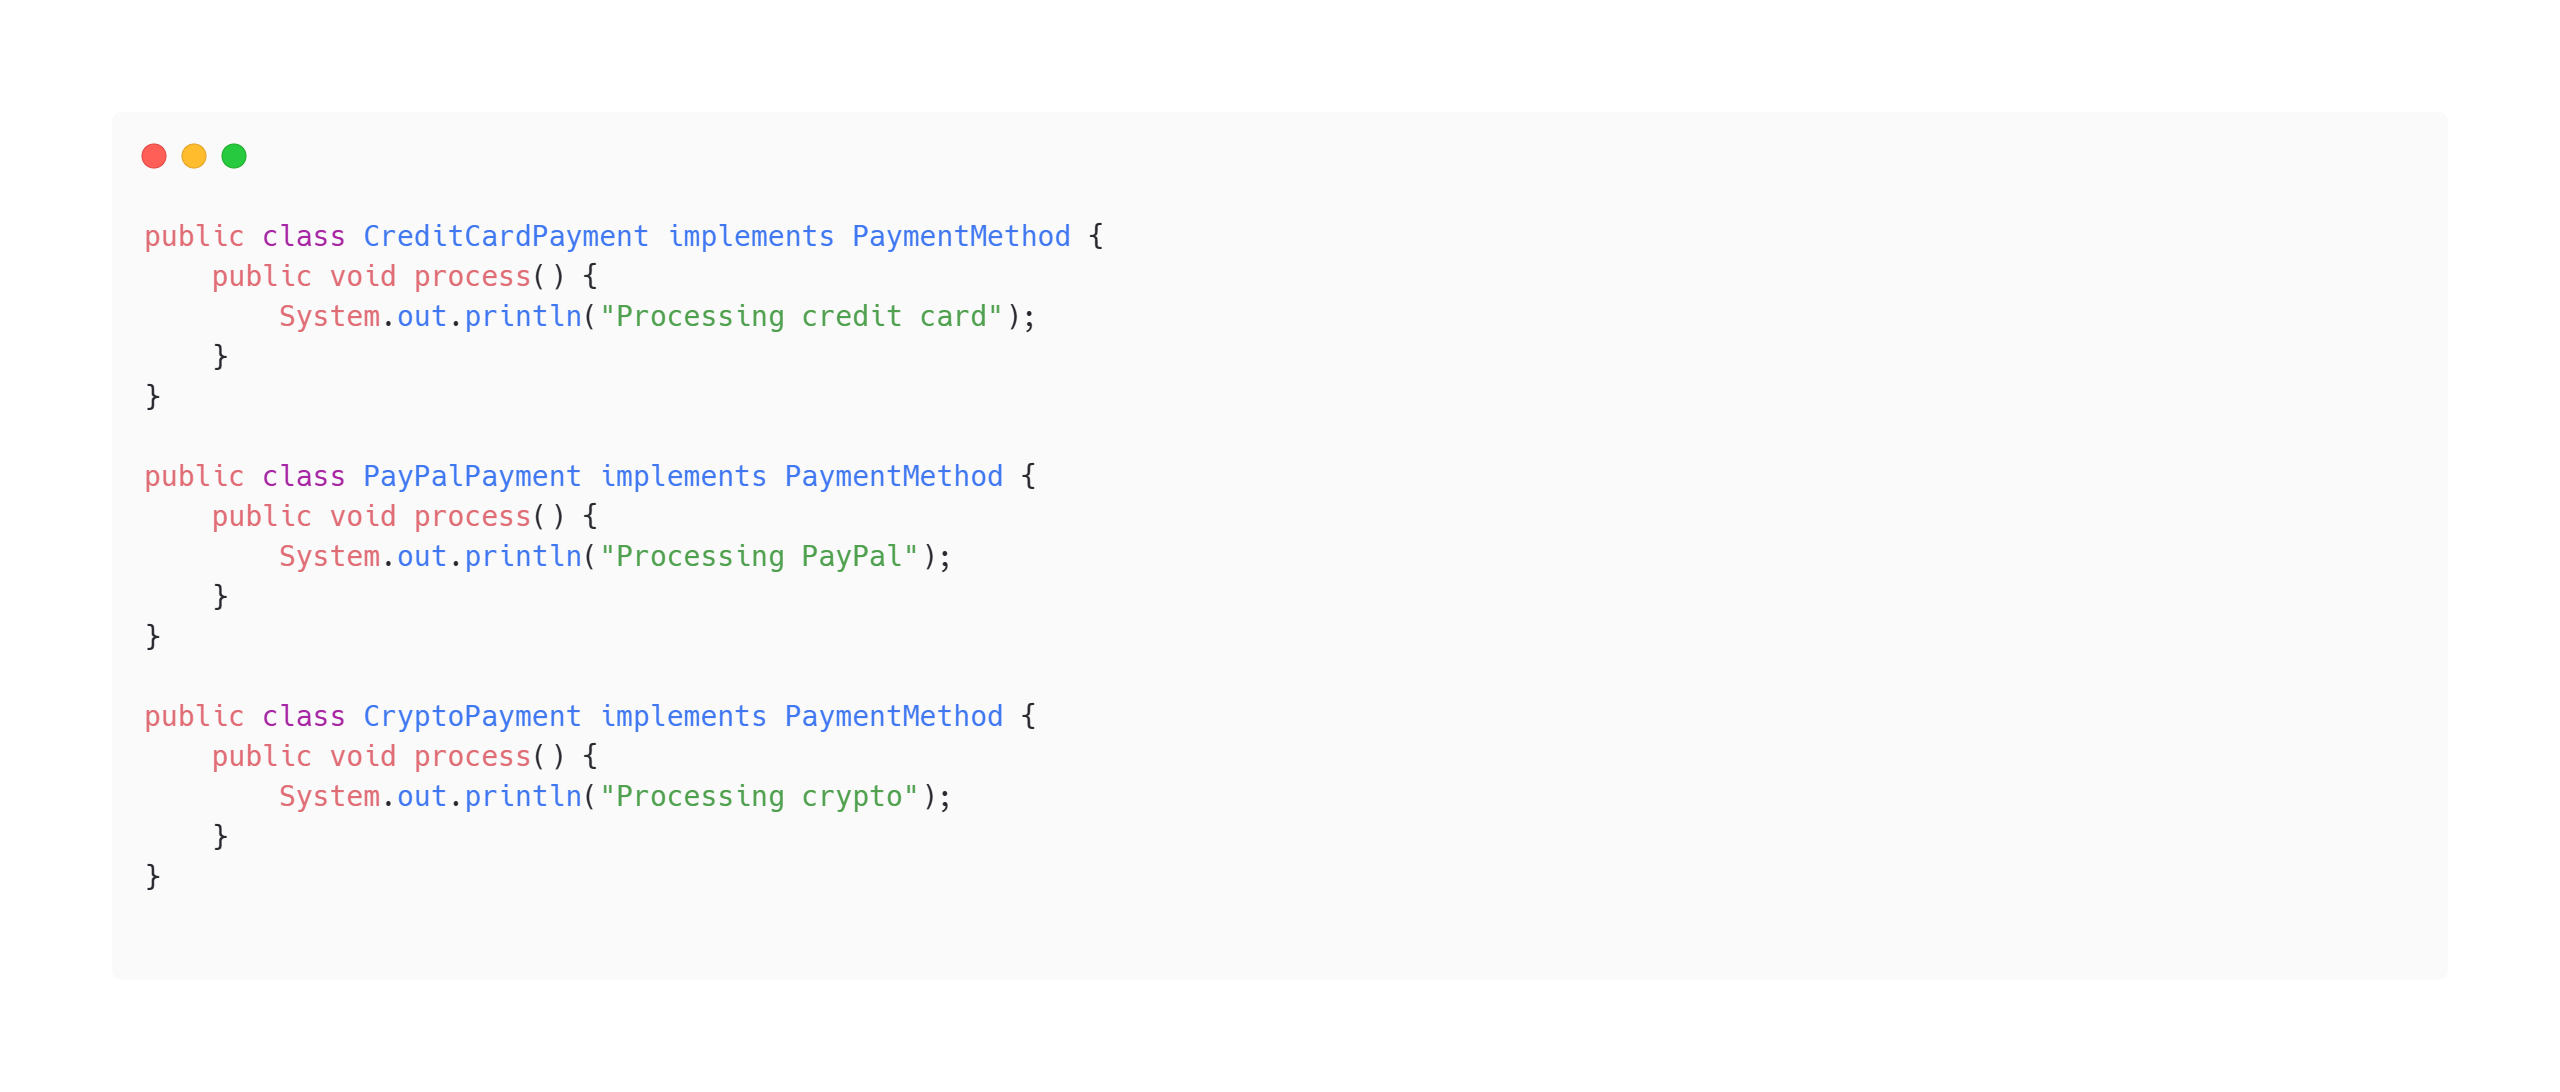 public class CreditCardPayment implements PaymentMethod {
    public void process() {
        System.out.println("Processing credit card");
    }
}

public class PayPalPayment implements PaymentMethod {
    public void process() {
        System.out.println("Processing PayPal");
    }
}

public class CryptoPayment implements PaymentMethod {
    public void process() {
        System.out.println("Processing crypto");
    }
}